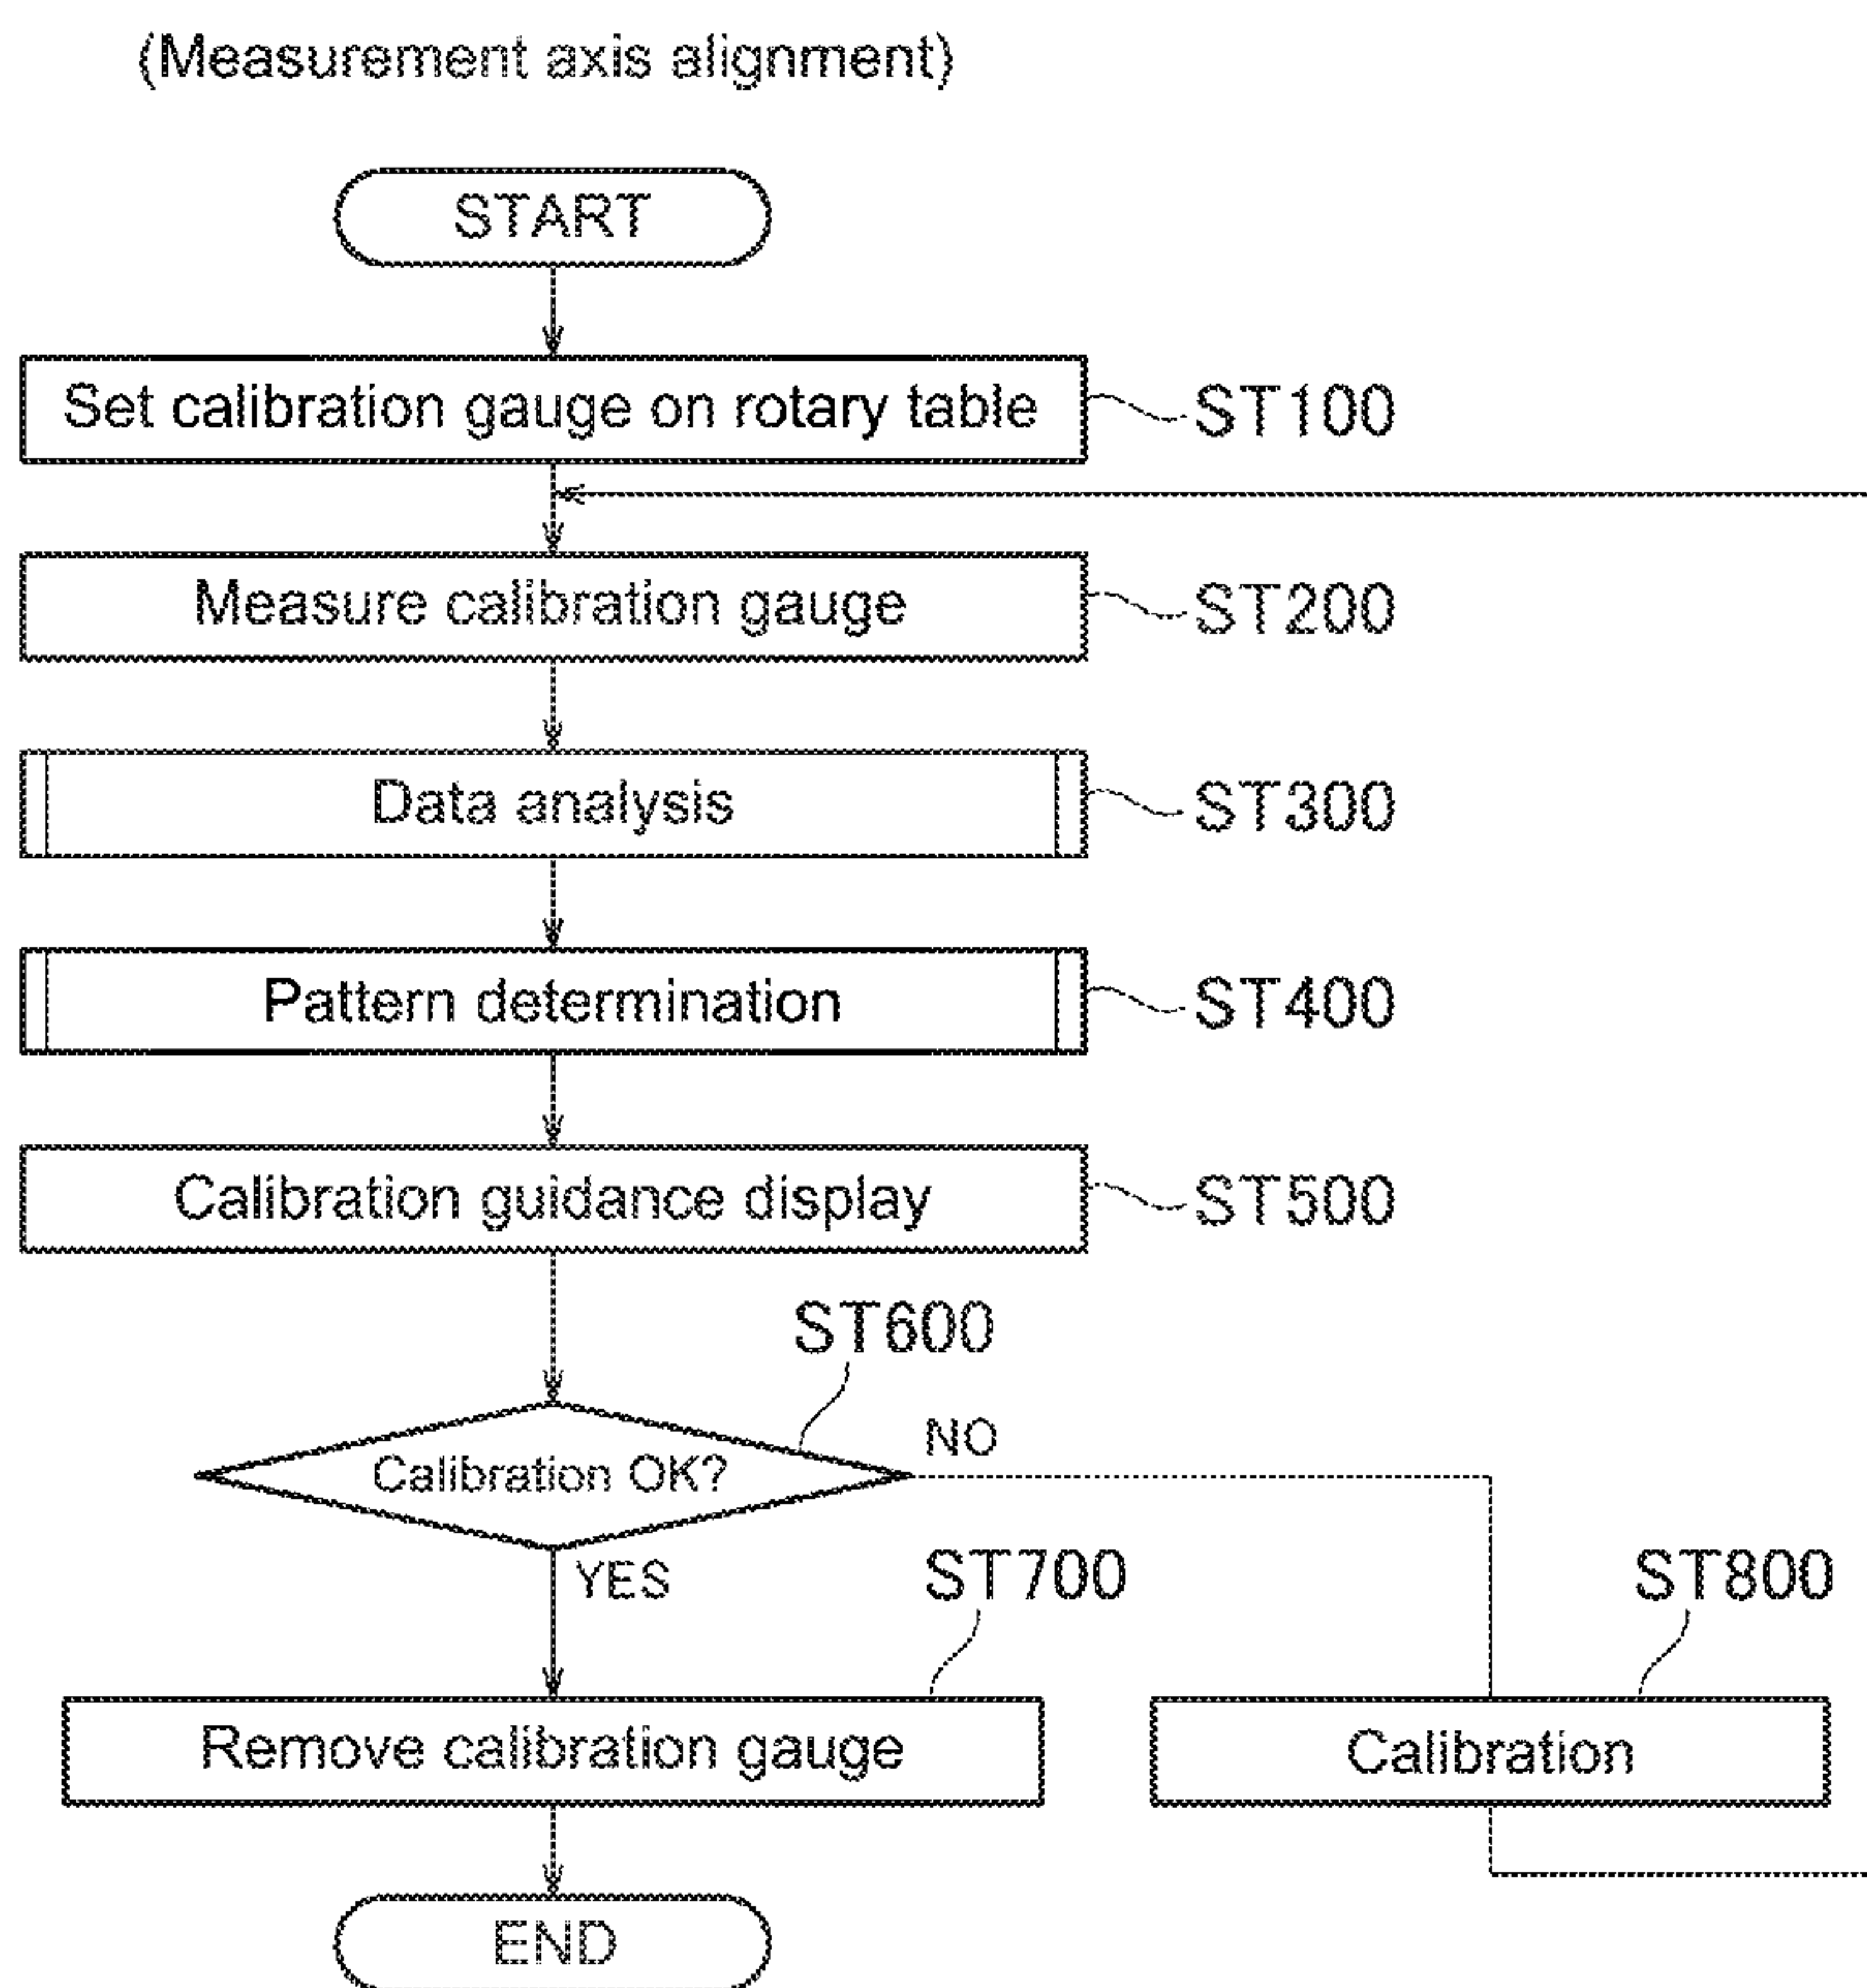 (Measurement axis alignment)
START
Set calibration gauge on rotary table
ST100
Measure calibration gauge
ST200
Data analysis
ST300
Pattern determination
ST400
Calibration guidance display
ST500
ST600
Calibration OK?
NO
YES
ST700
ST800
Remove calibration gauge
Calibration
END